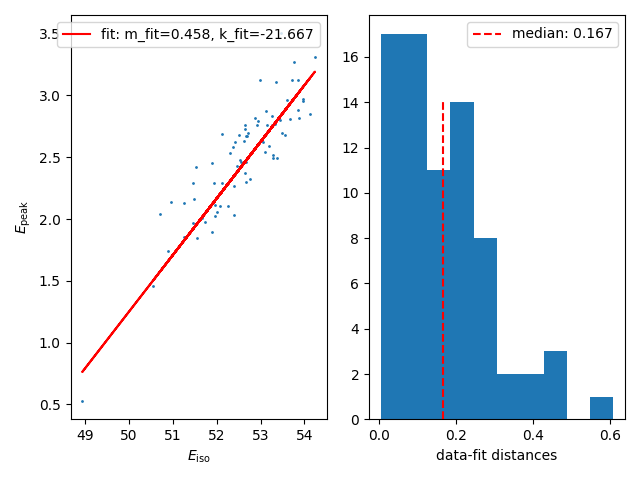 fit: m_fit=0.458, k_fit=-21.667
3.5
3.0
2.5
2.0
1.5
1.0
0.5
E_peak
49 50 51 52 53 54
E_iso
median: 0.167
16
14
12
10
8
6
4
2
0
0.0 0.2 0.4 0.6
data-fit distances